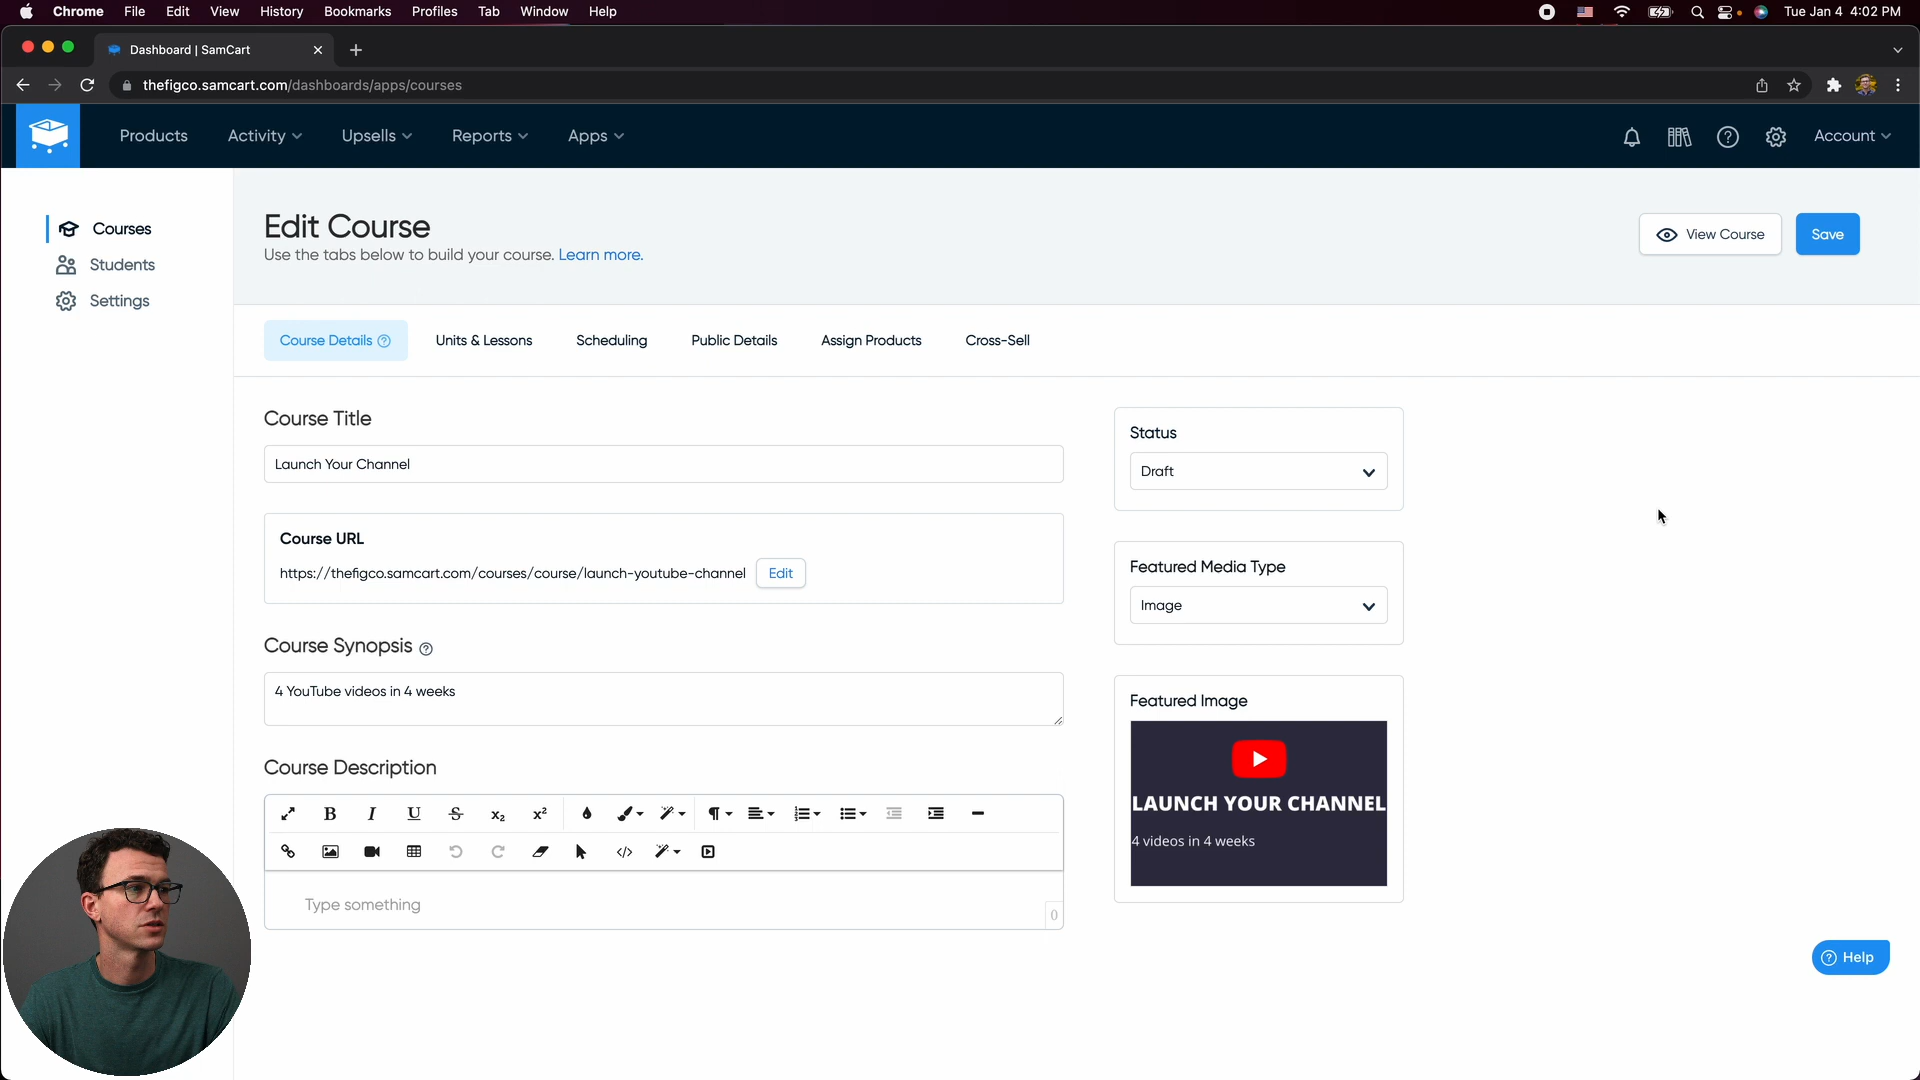 Chrome File Edit View History Bookmarks Profiles Tab Window Help Tue Jan 4 4:02 PM
Dashboard | SamCart
thefigco.samcart.com/dashboards/apps/courses
Products Activity Upsells Reports Apps Account
Courses
Students
Settings
Edit Course
Use the tabs below to build your course. Learn more.
View Course Save
Course Details Units & Lessons Scheduling Public Details Assign Products Cross-Sell
Course Title
Launch Your Channel
Course URL
https://thefigco.samcart.com/courses/course/launch-youtube-channel Edit
Course Synopsis
4 YouTube videos in 4 weeks
Course Description
B I U S x₂ x²
Type something
0
Status
Draft
Featured Media Type
Image
Featured Image
LAUNCH YOUR CHANNEL
4 videos in 4 weeks
Help